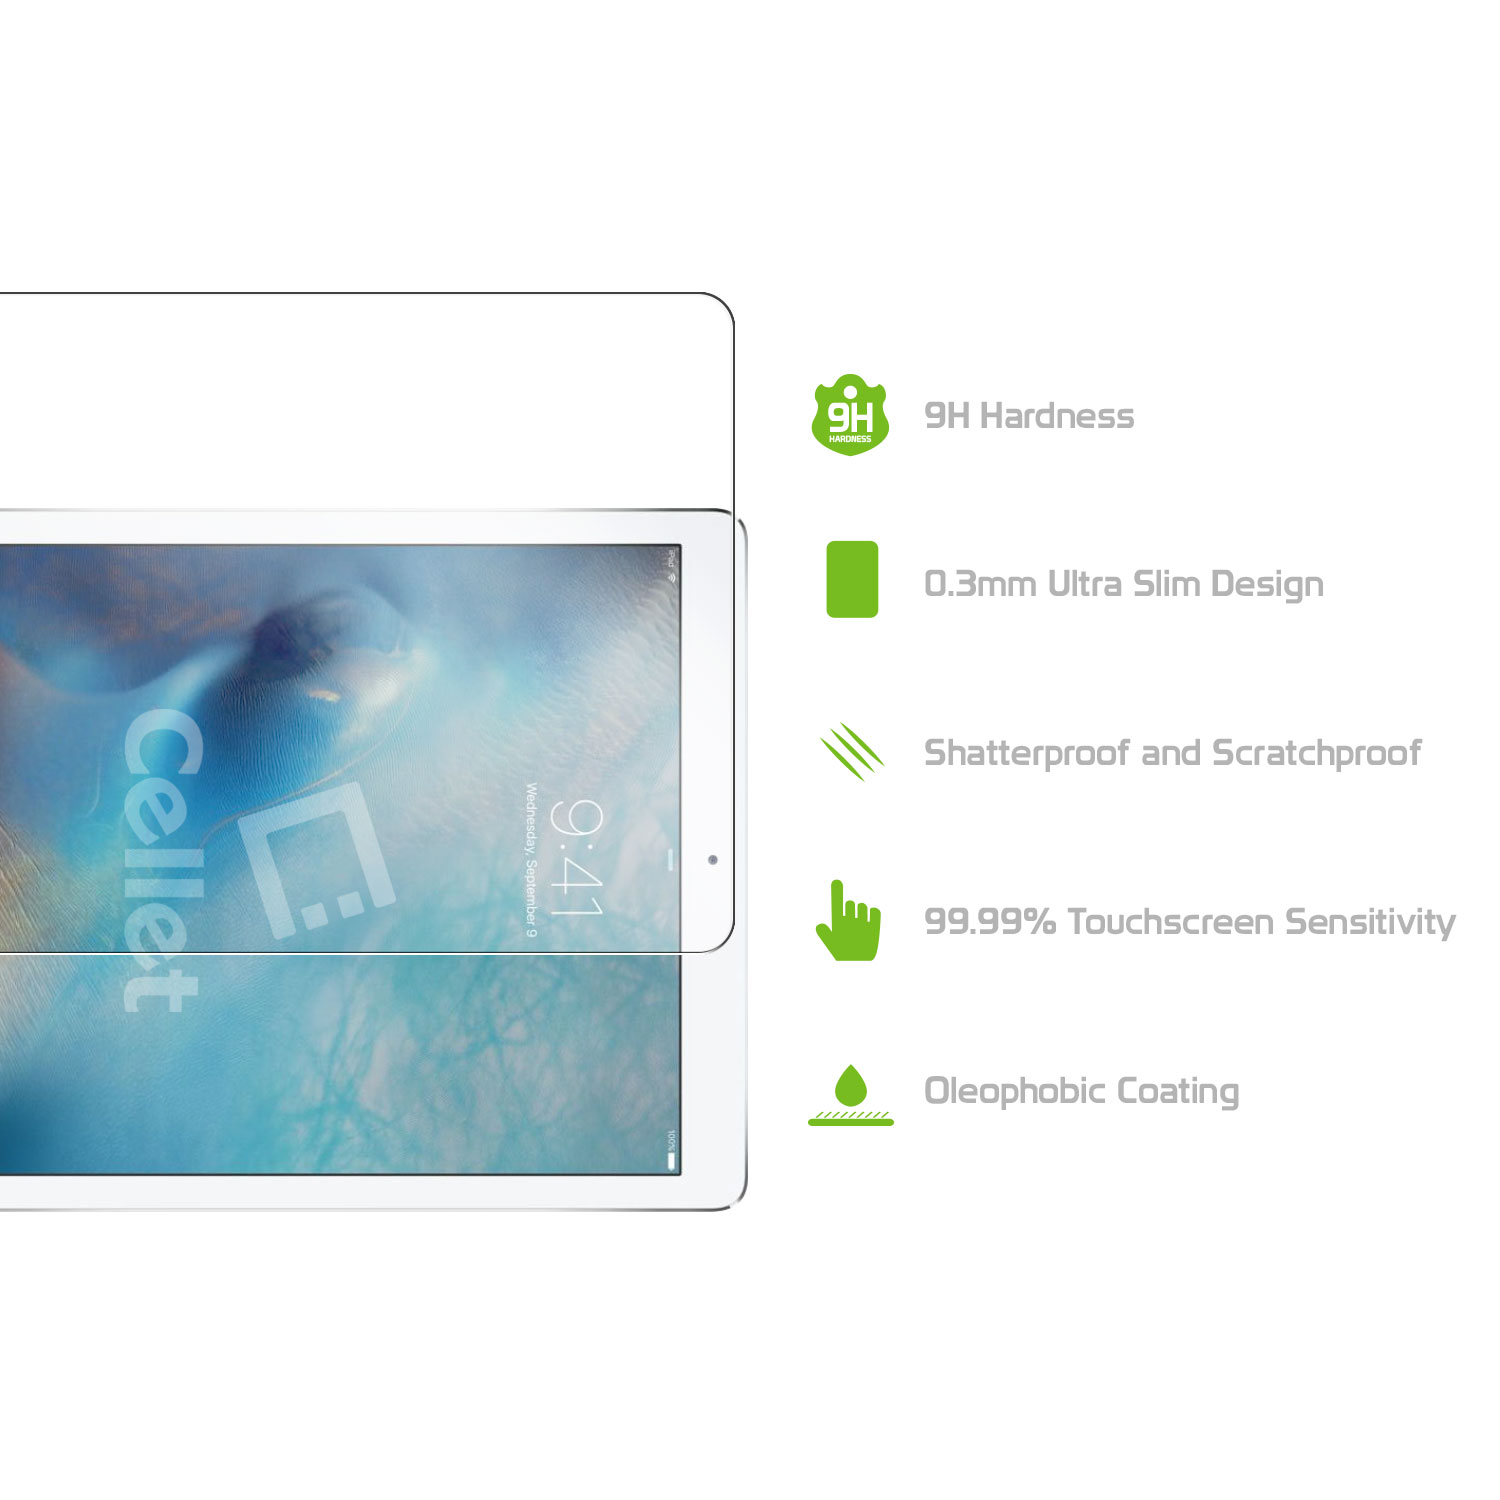 9H
HARDNESS
9H Hardness
0.3mm Ultra Slim Design
Shatterproof and Scratchproof
99.99% Touchscreen Sensitivity
Oleophobic Coating
iPad
9:41
Wednesday, September 9
Cellet
100%